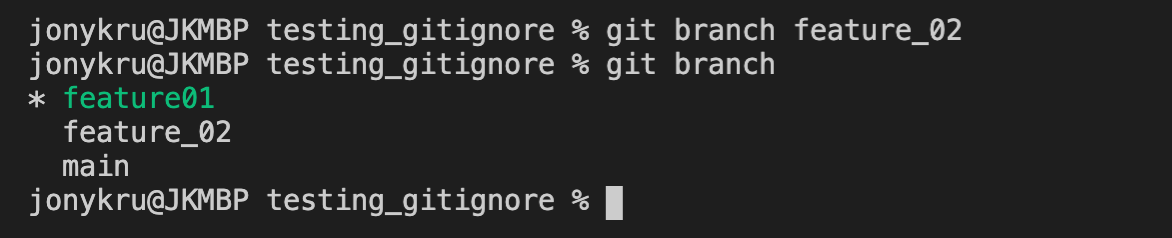 jonykru@JKMBP testing_gitignore % git branch feature_02
jonykru@JKMBP testing_gitignore % git branch
* feature01
  feature_02
  main
jonykru@JKMBP testing_gitignore %